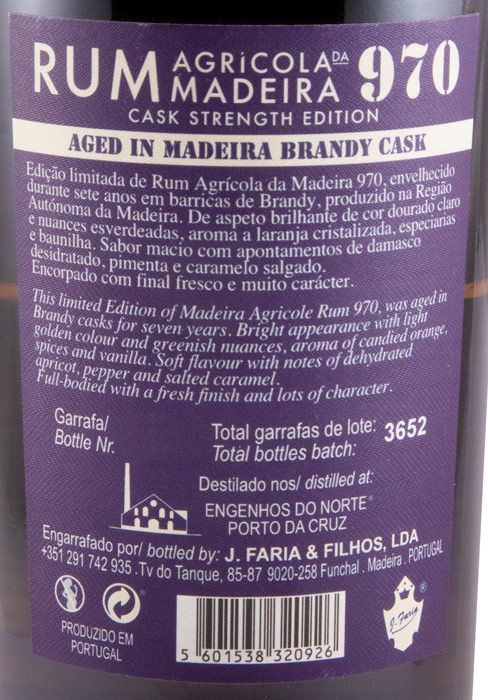 RUM AGRÍCOLA DA MADEIRA 970
CASK STRENGTH EDITION
AGED IN MADEIRA BRANDY CASK
Edição limitada de Rum Agrícola da Madeira 970, envelhecido
durante sete anos em barricas de Brandy, produzido na Região
Autónoma da Madeira. De aspeto brilhante de cor dourado claro
e nuances esverdeadas, aroma a laranja cristalizada, especiarias
e baunilha. Sabor macio com apontamentos de damasco
desidratado, pimenta e caramelo salgado.
Encorpado com final fresco e muito carácter.
This limited Edition of Madeira Agricole Rum 970, was aged in
Brandy casks for seven years. Bright appearance with light
golden colour and greenish nuances, aroma of candied orange,
spices and vanilla. Soft flavour with notes of dehydrated
apricot, pepper and salted caramel.
Full-bodied with a fresh finish and lots of character.
Garrafa/
Bottle Nr.
Total garrafas de lote: 3652
Total bottles batch:
Destilado nos/ distilled at:
ENGENHOS DO NORTE
PORTO DA CRUZ
Engarrafado por/ bottled by: J. FARIA & FILHOS, LDA
+351 291 742 935 .Tv do Tanque, 85-87 9020-258 Funchal . Madeira . PORTUGAL
PRODUZIDO EM
PORTUGAL
5 601538 320926
J. Faria